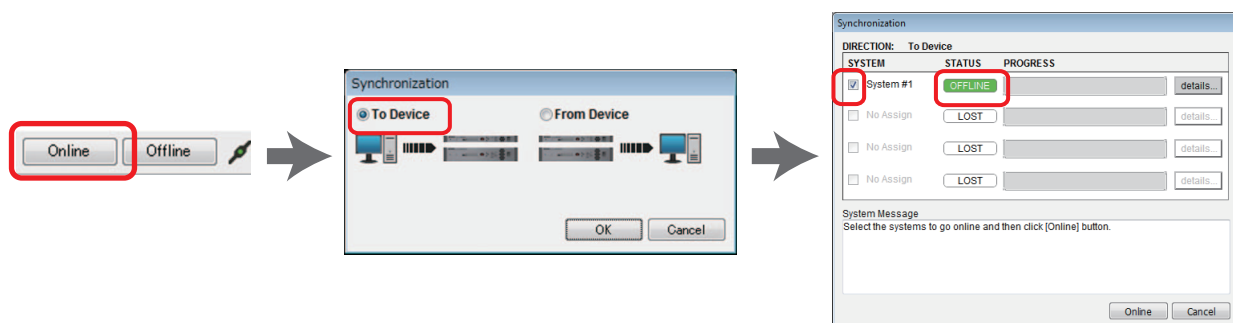 Online Offline
Synchronization
To Device From Device
OK Cancel
Synchronization
DIRECTION: To Device
SYSTEM STATUS PROGRESS
System #1 OFFLINE details...
No Assign LOST details...
No Assign LOST details...
No Assign LOST details...
System Message
Select the systems to go online and then click [Online] button.
Online Cancel